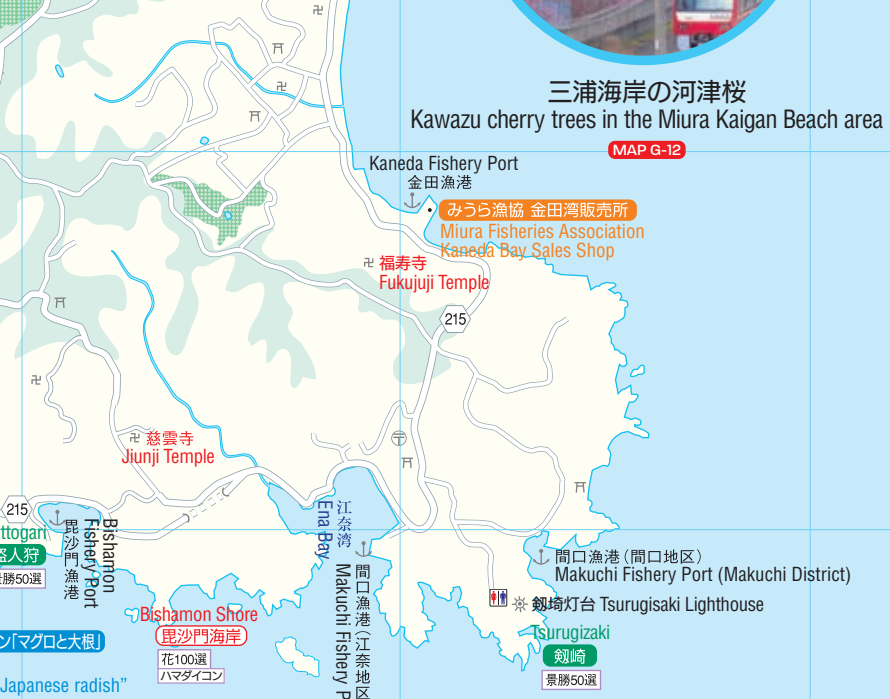 三浦海岸の河津桜
Kawazu cherry trees in the Miura Kaigan Beach area
MAP G-12
Kaneda Fishery Port
金田漁港
みうら漁協 金田湾販売所
Miura Fisheries Association
Kaneda Bay Sales Shop
福寿寺
Fukujuji Temple
215
慈雲寺
Jiunji Temple
215
ttogari
盗人狩
景勝50選
Bishamon
Fishery Port
毘沙門漁港
江奈湾
Ena Bay
間口漁港(江奈地区
Makuchi Fishery P
間口漁港(間口地区)
Makuchi Fishery Port (Makuchi District)
剱埼灯台 Tsurugisaki Lighthouse
Tsurugizaki
剱崎
景勝50選
Bishamon Shore
毘沙門海岸
花100選
ハマダイコン
ン「マグロと大根」
Japanese radish”